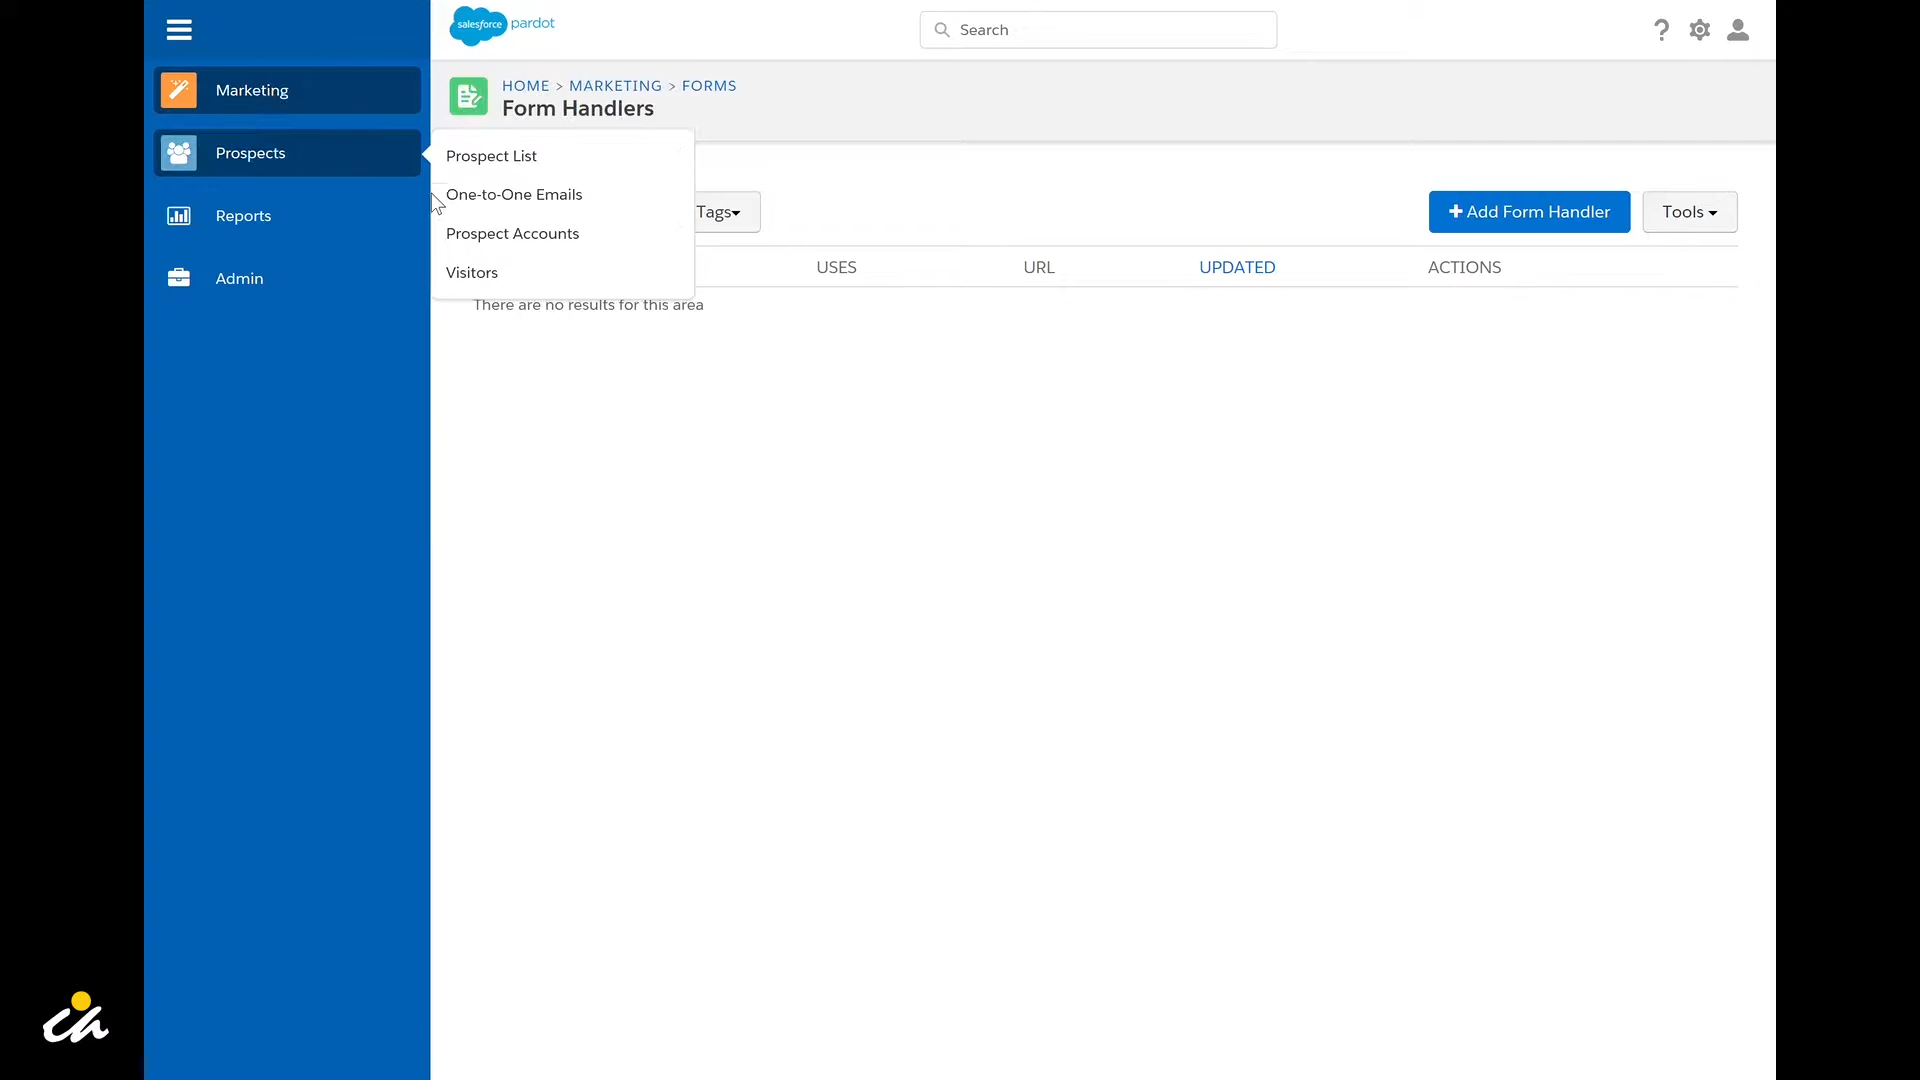 salesforce pardot
Search
Marketing
HOME > MARKETING > FORMS
Form Handlers
Prospects
Prospect List
One-to-One Emails
Reports
Tags
Add Form Handler
Tools
Prospect Accounts
Admin
Visitors
USES
URL
UPDATED
ACTIONS
There are no results for this area